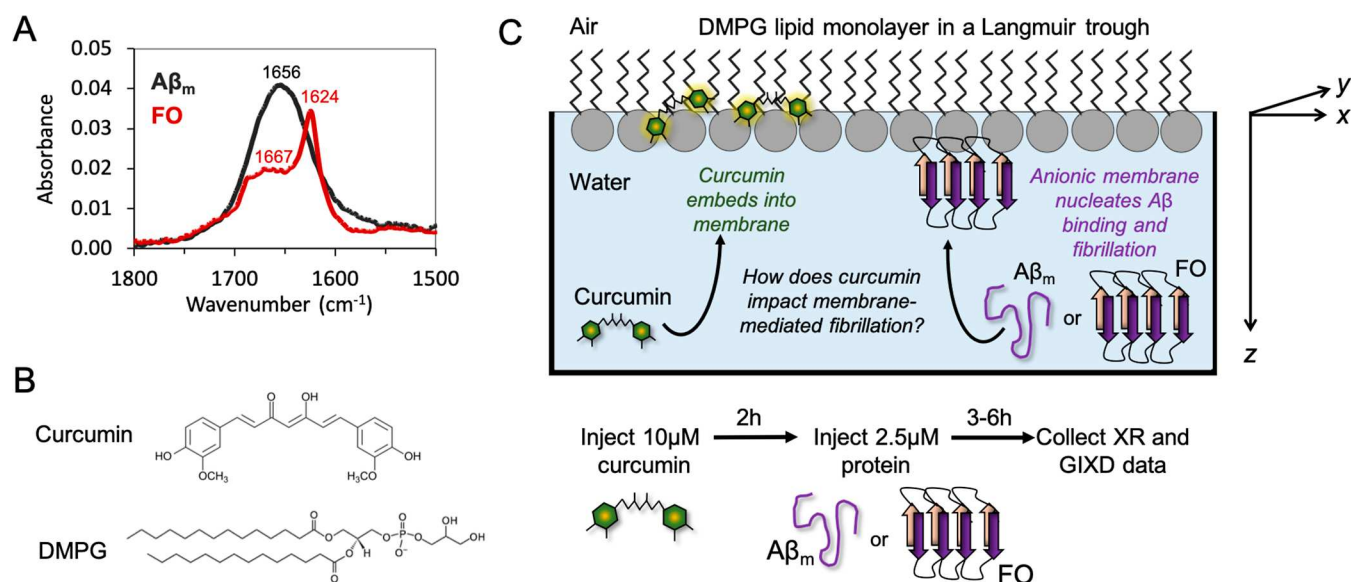 A
0.05
0.04
0.03
0.02
0.01
0.00
Absorbance
Aβm
FO
1656
1624
1667
1800
1700
1600
1500
Wavenumber (cm-1)
B
Curcumin
O
OH
HO
OCH3
H3CO
OH
DMPG
O
O
O
O
H
O
P
O
O-
O
OH
OH
C
Air
DMPG lipid monolayer in a Langmuir trough
y
x
z
Water
Curcumin
embeds into
membrane
Anionic membrane
nucleates Aβ
binding and
fibrillation
How does curcumin
impact membrane-
mediated fibrillation?
Curcumin
Aβm
or
FO
Inject 10µM
curcumin
2h
Inject 2.5µM
protein
3-6h
Collect XR and
GIXD data
Aβm
or
FO